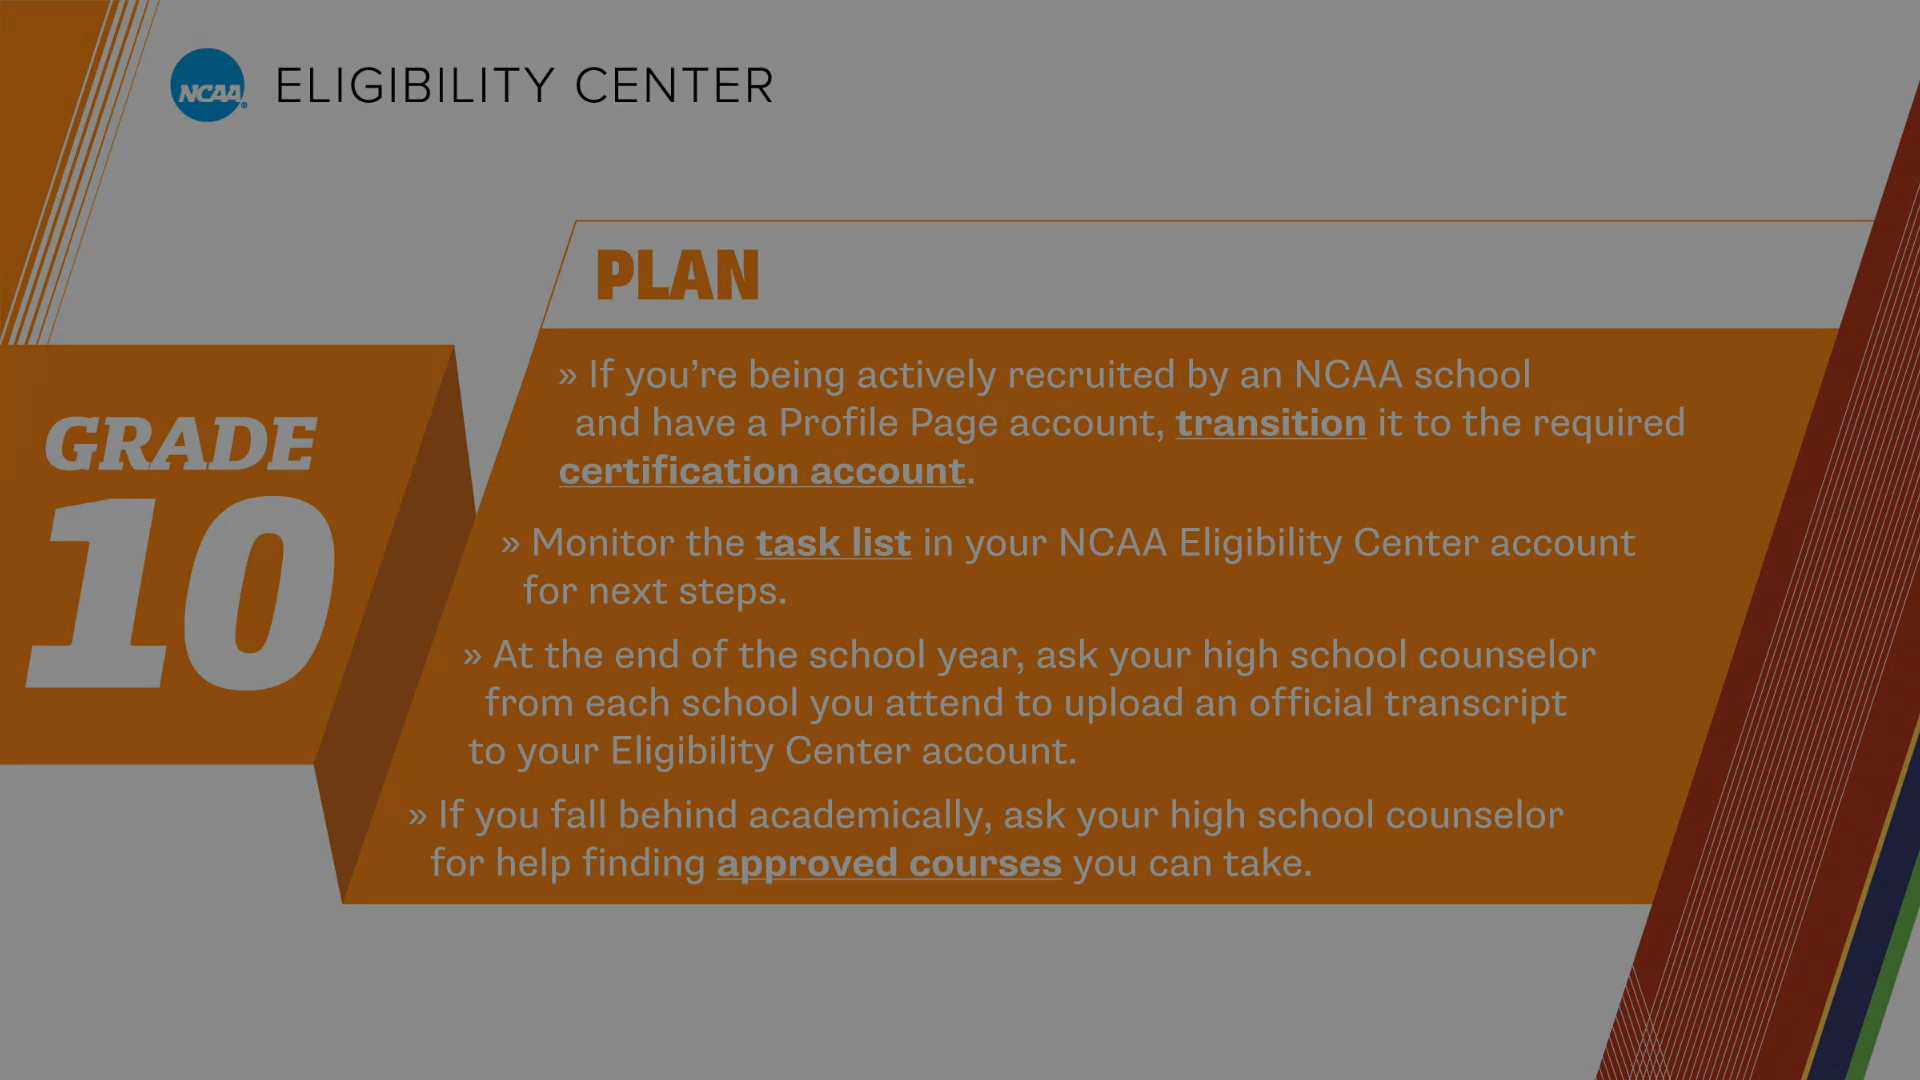 NCAA® ELIGIBILITY CENTER
PLAN
GRADE
10
» If you’re being actively recruited by an NCAA school
and have a Profile Page account, transition it to the required
certification account.
» Monitor the task list in your NCAA Eligibility Center account
for next steps.
» At the end of the school year, ask your high school counselor
from each school you attend to upload an official transcript
to your Eligibility Center account.
» If you fall behind academically, ask your high school counselor
for help finding approved courses you can take.